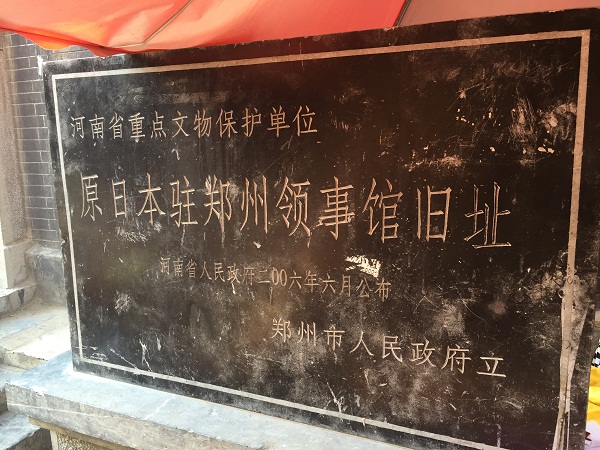 河南省重点文物保护单位
原日本驻郑州领事馆旧址
河南省人民政府二00六年六月公布
郑州市人民政府立